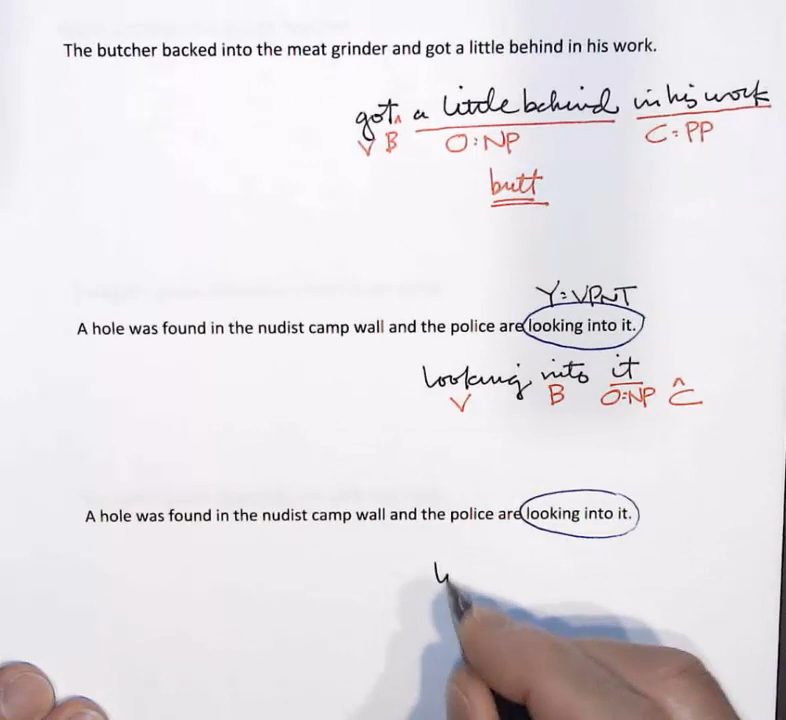 The butcher backed into the meat grinder and got a little behind in his work.
got ^ a little behind in his work
V B O:NP C:PP
butt
Y:VPNT
A hole was found in the nudist camp wall and the police are looking into it.
looking into it
V B O:NP Ĉ
A hole was found in the nudist camp wall and the police are looking into it.